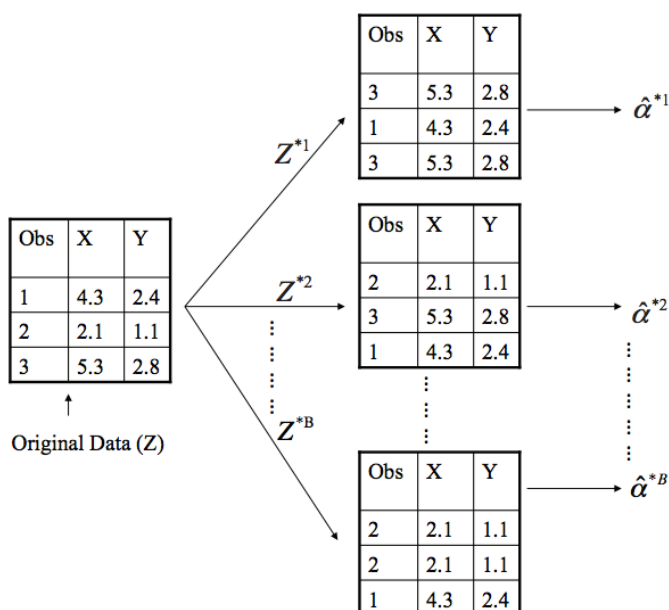 Obs X Y
3 5.3 2.8
1 4.3 2.4
3 5.3 2.8
α̂*1
Z*1
Obs X Y
1 4.3 2.4
2 2.1 1.1
3 5.3 2.8
Original Data (Z)
Z*2
Obs X Y
2 2.1 1.1
3 5.3 2.8
1 4.3 2.4
α̂*2
Z*B
Obs X Y
2 2.1 1.1
2 2.1 1.1
1 4.3 2.4
α̂*B